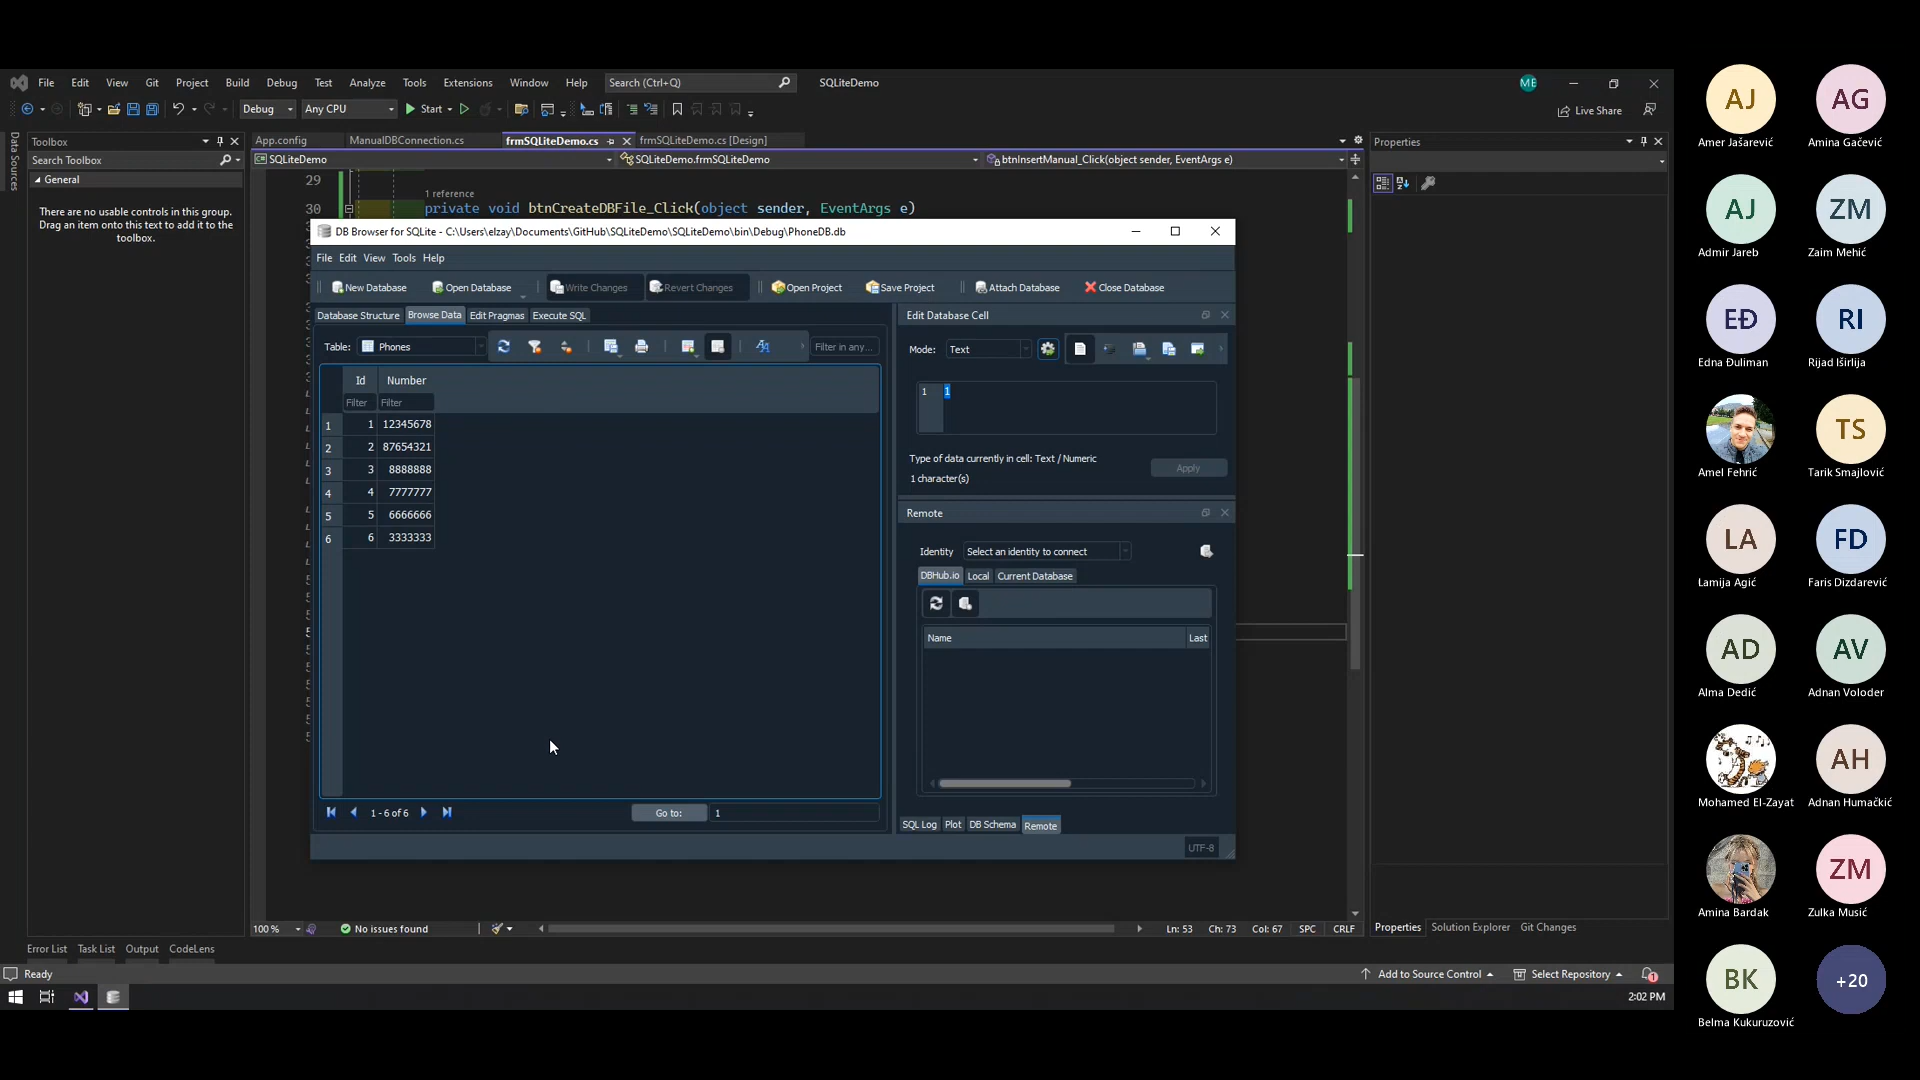 File Edit View Git Project Build Debug Test Analyze Tools Extensions Window Help Search (Ctrl+Q) SQLiteDemo ME
Debug Any CPU Start Live Share
Data Sources
Toolbox
Search Toolbox
General
There are no usable controls in this group.
Drag an item onto this text to add it to the
toolbox.
App.config ManualDBConnection.cs frmSQLiteDemo.cs frmSQLiteDemo.cs [Design]
SQLiteDemo SQLiteDemo.frmSQLiteDemo btnInsertManual_Click(object sender, EventArgs e)
29
1 reference
30 private void btnCreateDBFile_Click(object sender, EventArgs e)
DB Browser for SQLite - C:\Users\elzay\Documents\GitHub\SQLiteDemo\SQLiteDemo\bin\Debug\PhoneDB.db
File Edit View Tools Help
New Database Open Database Write Changes Revert Changes Open Project Save Project Attach Database Close Database
Database Structure Browse Data Edit Pragmas Execute SQL
Table: Phones Filter in any...
Id Number
Filter Filter
1 1 12345678
2 2 87654321
3 3 8888888
4 4 7777777
5 5 6666666
6 6 3333333
1 - 6 of 6 Go to: 1
Edit Database Cell
Mode: Text
1 1
Type of data currently in cell: Text / Numeric
1 character(s)
Apply
Remote
Identity Select an identity to connect
DBHub.io Local Current Database
Name Last
SQL Log Plot DB Schema Remote
UTF-8
Properties
100 % No issues found Ln: 53 Ch: 73 Col: 67 SPC CRLF
Properties Solution Explorer Git Changes
Error List Task List Output CodeLens
Ready Add to Source Control Select Repository 1
2:02 PM
AJ AG
Amer Jašarević Amina Gačević
AJ ZM
Admir Jareb Zaim Mehić
EĐ RI
Edna Đuliman Rijad Iširlija
TS
Amel Fehrić Tarik Smajlović
LA FD
Lamija Agić Faris Dizdarević
AD AV
Alma Dedić Adnan Voloder
AH
Mohamed El-Zayat Adnan Humačkić
ZM
Amina Bardak Zulka Musić
BK +20
Belma Kukuruzović